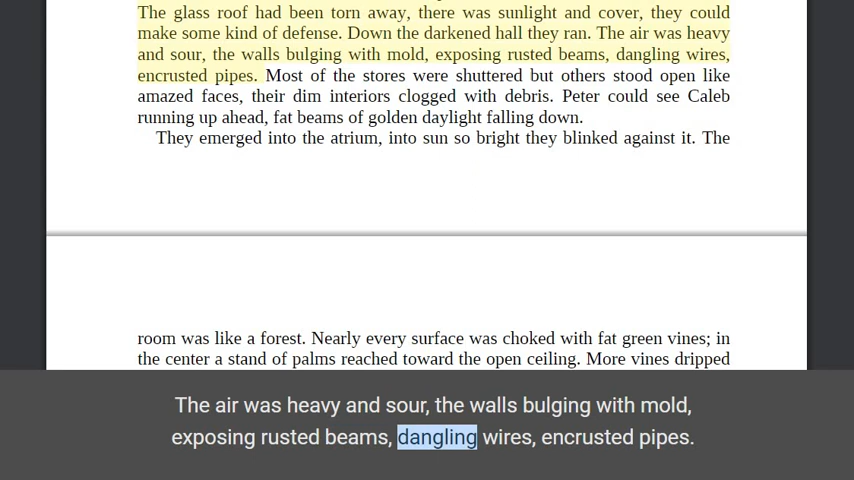 The glass roof had been torn away, there was sunlight and cover, they could
make some kind of defense. Down the darkened hall they ran. The air was heavy
and sour, the walls bulging with mold, exposing rusted beams, dangling wires,
encrusted pipes. Most of the stores were shuttered but others stood open like
amazed faces, their dim interiors clogged with debris. Peter could see Caleb
running up ahead, fat beams of golden daylight falling down.
They emerged into the atrium, into sun so bright they blinked against it. The
room was like a forest. Nearly every surface was choked with fat green vines; in
the center a stand of palms reached toward the open ceiling. More vines dripped
The air was heavy and sour, the walls bulging with mold,
exposing rusted beams, dangling wires, encrusted pipes.